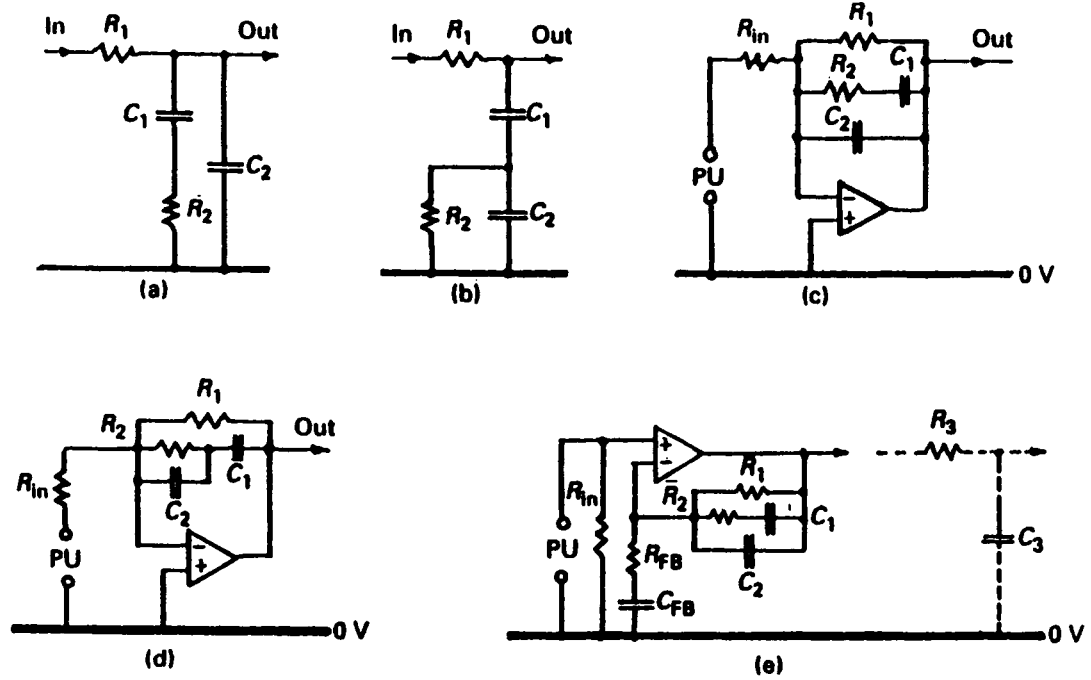 In R1 Out
C1
C2
R2
(a)
In R1 Out
C1
R2 C2
(b)
R1
Rin Out
R2 C1
C2
PU
−
+
0 V
(c)
R1
R2 Out
C1
Rin
C2
PU
−
+
0 V
(d)
R3
+
−
R1
Rin R2
C1
PU RFB
C2
CFB
C3
0 V
(e)